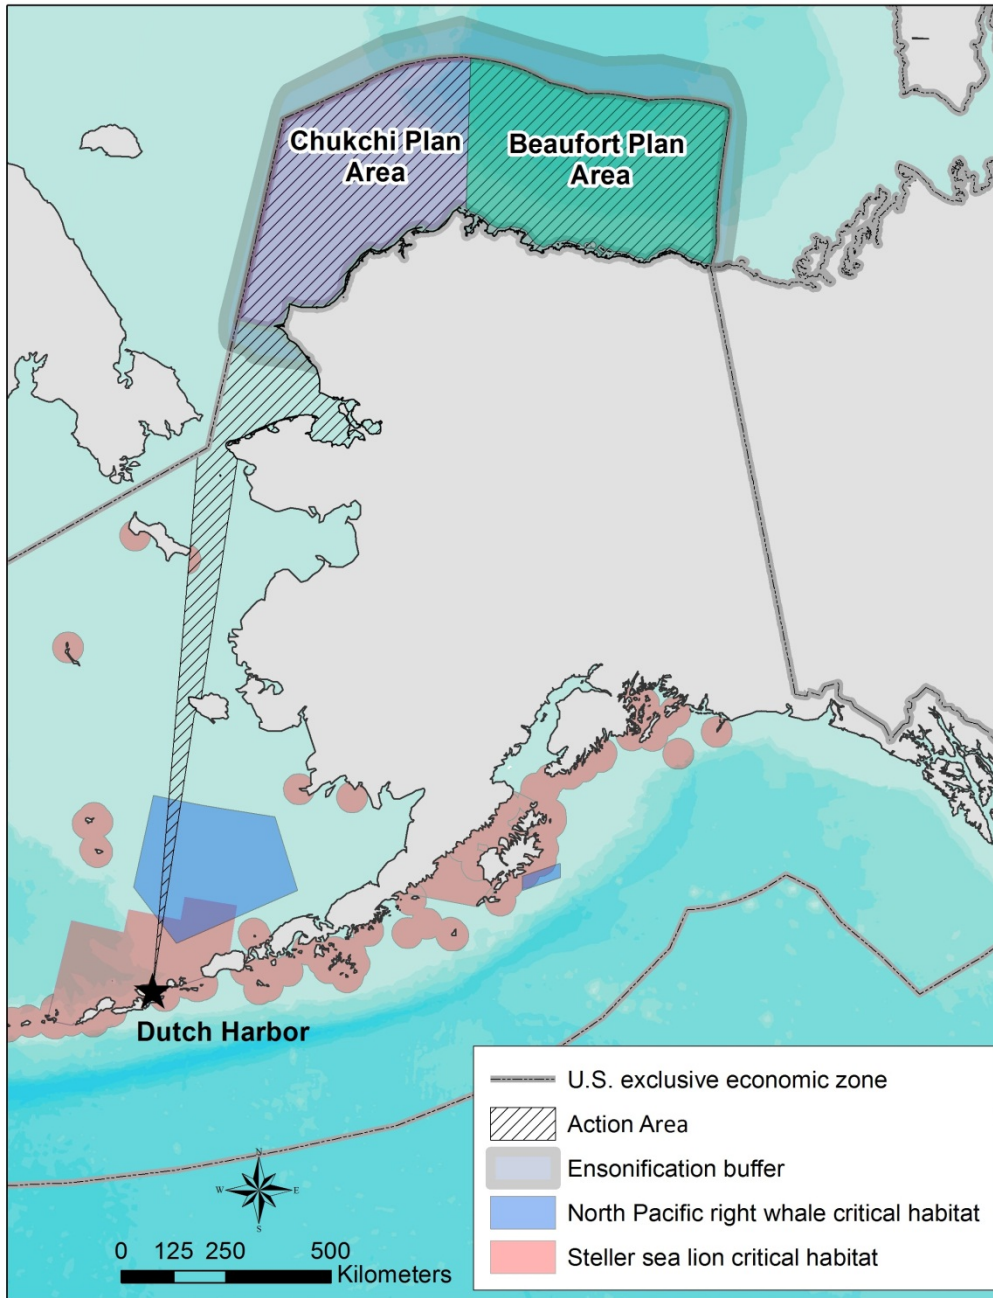 Chukchi Plan
Area
Beaufort Plan
Area
Dutch Harbor
U.S. exclusive economic zone
Action Area
Ensonification buffer
North Pacific right whale critical habitat
Steller sea lion critical habitat
N
W E
S
0 125 250 500
Kilometers